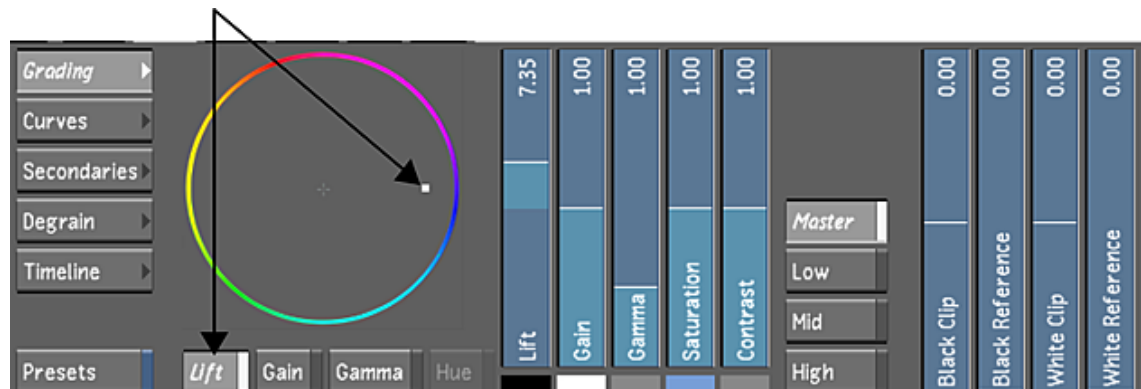 Grading
Curves
Secondaries
Degrain
Timeline
Presets
Lift
Gain
Gamma
Hue
Lift 7.35
Gain 1.00
Gamma 1.00
Saturation 1.00
Contrast 1.00
Master
Low
Mid
High
Black Clip 0.00
Black Reference 0.00
White Clip 0.00
White Reference 0.00